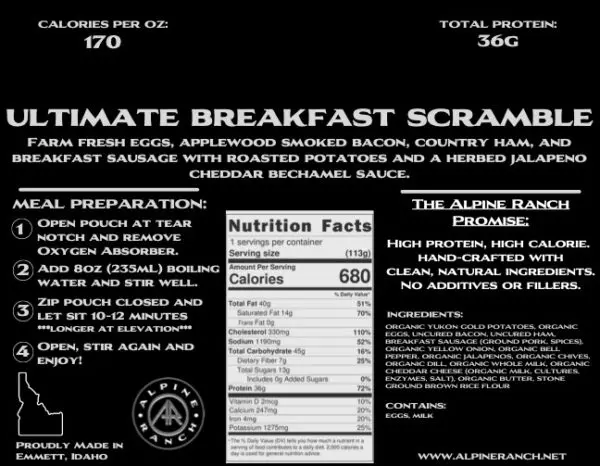 CALORIES PER OZ:
170
TOTAL PROTEIN:
36G
ULTIMATE BREAKFAST SCRAMBLE
FARM FRESH EGGS, APPLEWOOD SMOKED BACON, COUNTRY HAM, AND
BREAKFAST SAUSAGE WITH ROASTED POTATOES AND A HERBED JALAPENO
CHEDDAR BECHAMEL SAUCE.
MEAL PREPARATION:
1 OPEN POUCH AT TEAR
NOTCH AND REMOVE
OXYGEN ABSORBER.
2 ADD 8OZ (235ML) BOILING
WATER AND STIR WELL.
3 ZIP POUCH CLOSED AND
LET SIT 10-12 MINUTES
***LONGER AT ELEVATION***
4 OPEN, STIR AGAIN AND
ENJOY!
ALPINE
RANCH
PROUDLY MADE IN
EMMETT, IDAHO
Nutrition Facts
1 servings per container
Serving size (113g)
Amount Per Serving
Calories 680
% Daily Value*
Total Fat 40g 51%
Saturated Fat 14g 70%
Trans Fat 0g
Cholesterol 330mg 110%
Sodium 1190mg 52%
Total Carbohydrate 45g 16%
Dietary Fiber 7g 25%
Total Sugars 13g
Includes 0g Added Sugars 0%
Protein 36g 72%
Vitamin D 2mcg 10%
Calcium 247mg 20%
Iron 4mg 20%
Potassium 1275mg 25%
*The % Daily Value (DV) tells you how much a nutrient in a
serving of food contributes to a daily diet. 2,000 calories a
day is used for general nutrition advice.
THE ALPINE RANCH
PROMISE:
HIGH PROTEIN, HIGH CALORIE.
HAND-CRAFTED WITH
CLEAN, NATURAL INGREDIENTS.
NO ADDITIVES OR FILLERS.
INGREDIENTS:
ORGANIC YUKON GOLD POTATOES, ORGANIC
EGGS, UNCURED BACON, UNCURED HAM,
BREAKFAST SAUSAGE (GROUND PORK, SPICES),
ORGANIC YELLOW ONION, ORGANIC BELL
PEPPER, ORGANIC JALAPENOS, ORGANIC CHIVES,
ORGANIC DILL, ORGANIC WHOLE MILK, ORGANIC
CHEDDAR CHEESE (ORGANIC MILK, CULTURES,
ENZYMES, SALT), ORGANIC BUTTER, STONE
GROUND BROWN RICE FLOUR
CONTAINS:
EGGS, MILK
WWW.ALPINERANCH.NET